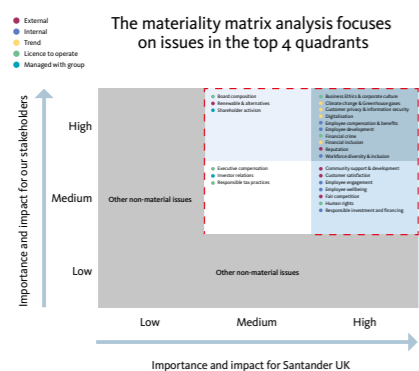 External
Internal
Trend
Licence to operate
Managed with group
The materiality matrix analysis focuses
on issues in the top 4 quadrants
Importance and impact for our stakeholders
High
Medium
Low
Board composition
Renewable & alternatives
Shareholder activism
Business Ethics & corporate culture
Climate change & Greenhouse gases
Customer privacy & information security
Digitalisation
Employee compensation & benefits
Employee development
Financial crime
Financial inclusion
Reputation
Workforce diversity & inclusion
Other non-material issues
Executive compensation
Investor relations
Responsible tax practices
Community support & development
Customer satisfaction
Employee engagement
Employee wellbeing
Fair competition
Human rights
Responsible investment and financing
Other non-material issues
Low
Medium
High
Importance and impact for Santander UK